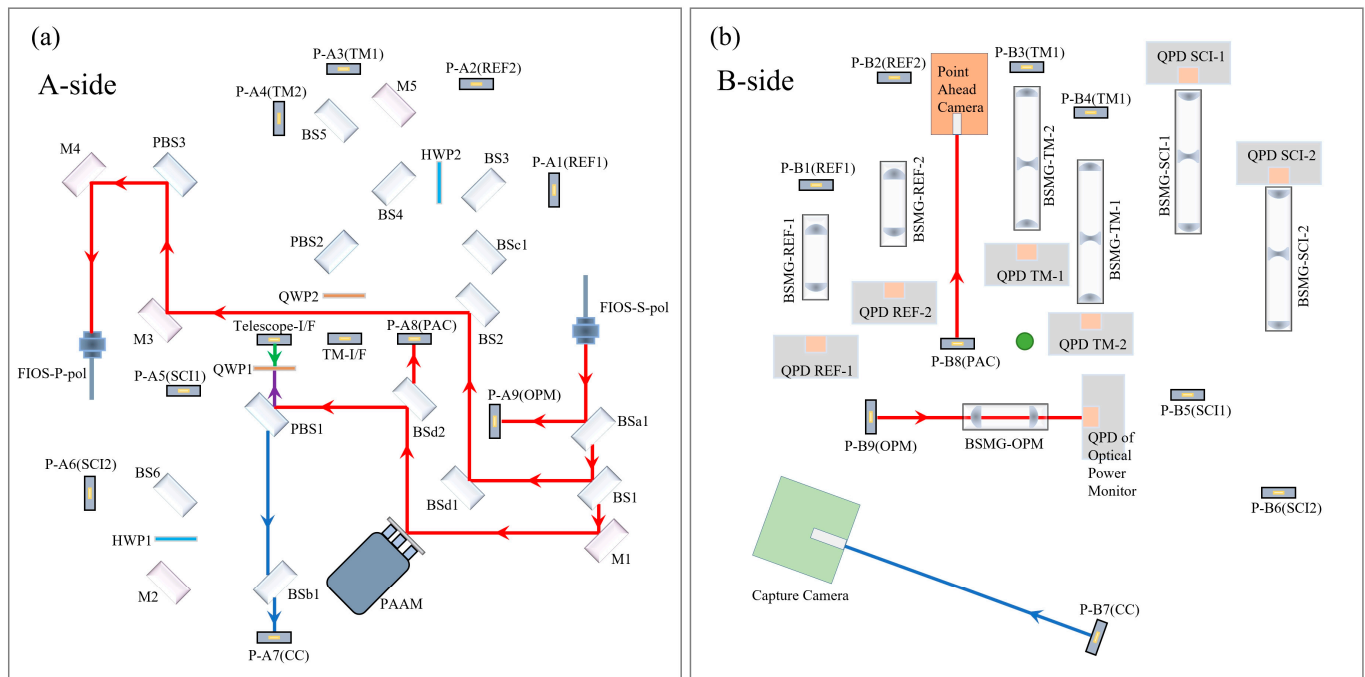 (a)
A-side
P-A3(TM1)
P-A2(REF2)
M5
P-A4(TM2)
BS5
M4
PBS3
HWP2
BS3
P-A1(REF1)
BS4
PBS2
BSc1
QWP2
FIOS-S-pol
M3
Telescope-I/F
P-A8(PAC)
BS2
TM-I/F
FIOS-P-pol
QWP1
P-A5(SCI1)
P-A9(OPM)
BSa1
PBS1
BSd2
P-A6(SCI2)
BS6
BSd1
BS1
HWP1
M1
M2
BSb1
PAAM
P-A7(CC)
(b)
B-side
P-B2(REF2)
Point
Ahead
Camera
P-B3(TM1)
QPD SCI-1
P-B4(TM1)
BSMG-TM-2
BSMG-SCI-1
QPD SCI-2
P-B1(REF1)
BSMG-REF-2
BSMG-REF-1
BSMG-TM-1
BSMG-SCI-2
QPD TM-1
QPD REF-2
QPD TM-2
QPD REF-1
P-B8(PAC)
P-B5(SCI1)
P-B9(OPM)
BSMG-OPM
QPD of
Optical
Power
Monitor
P-B6(SCI2)
Capture Camera
P-B7(CC)